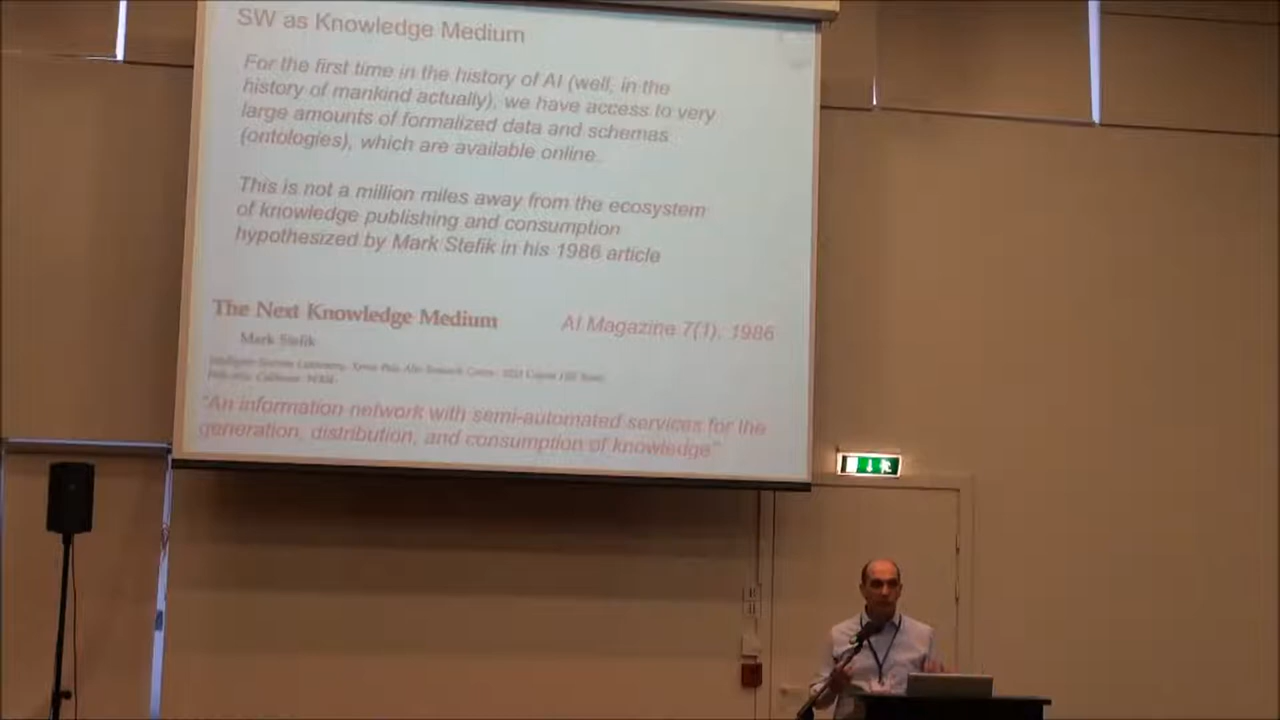 SW as Knowledge Medium
For the first time in the history of AI (well, in the
history of mankind actually), we have access to very
large amounts of formalized data and schemas
(ontologies), which are available online.
This is not a million miles away from the ecosystem
of knowledge publishing and consumption
hypothesized by Mark Stefik in his 1986 article
The Next Knowledge Medium
AI Magazine 7(1), 1986
Mark Stefik
"An information network with semi-automated services for the
generation, distribution, and consumption of knowledge"